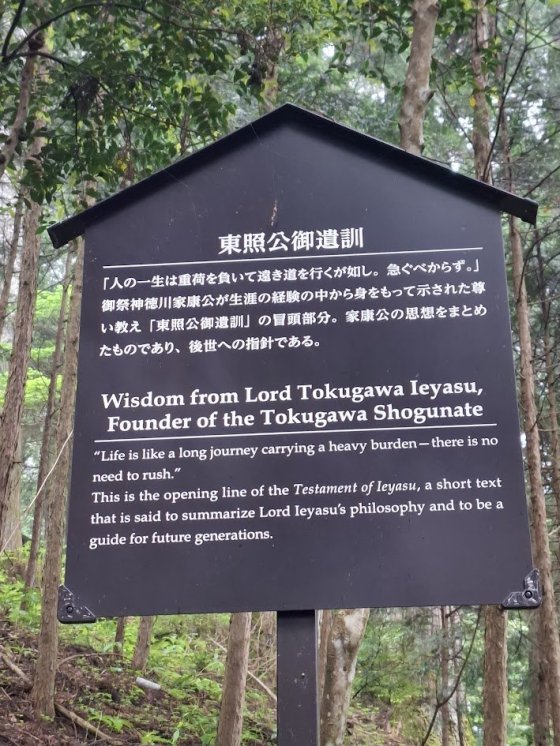 東照公御遺訓
「人の一生は重荷を負いて遠き道を行くが如し。急ぐべからず。」
御祭神徳川家康公が生涯の経験の中から身をもって示された尊
い教え「東照公御遺訓」の冒頭部分。家康公の思想をまとめ
たものであり、後世への指針である。
Wisdom from Lord Tokugawa Ieyasu,
Founder of the Tokugawa Shogunate
“Life is like a long journey carrying a heavy burden—there is no
need to rush.”
This is the opening line of the Testament of Ieyasu, a short text
that is said to summarize Lord Ieyasu’s philosophy and to be a
guide for future generations.